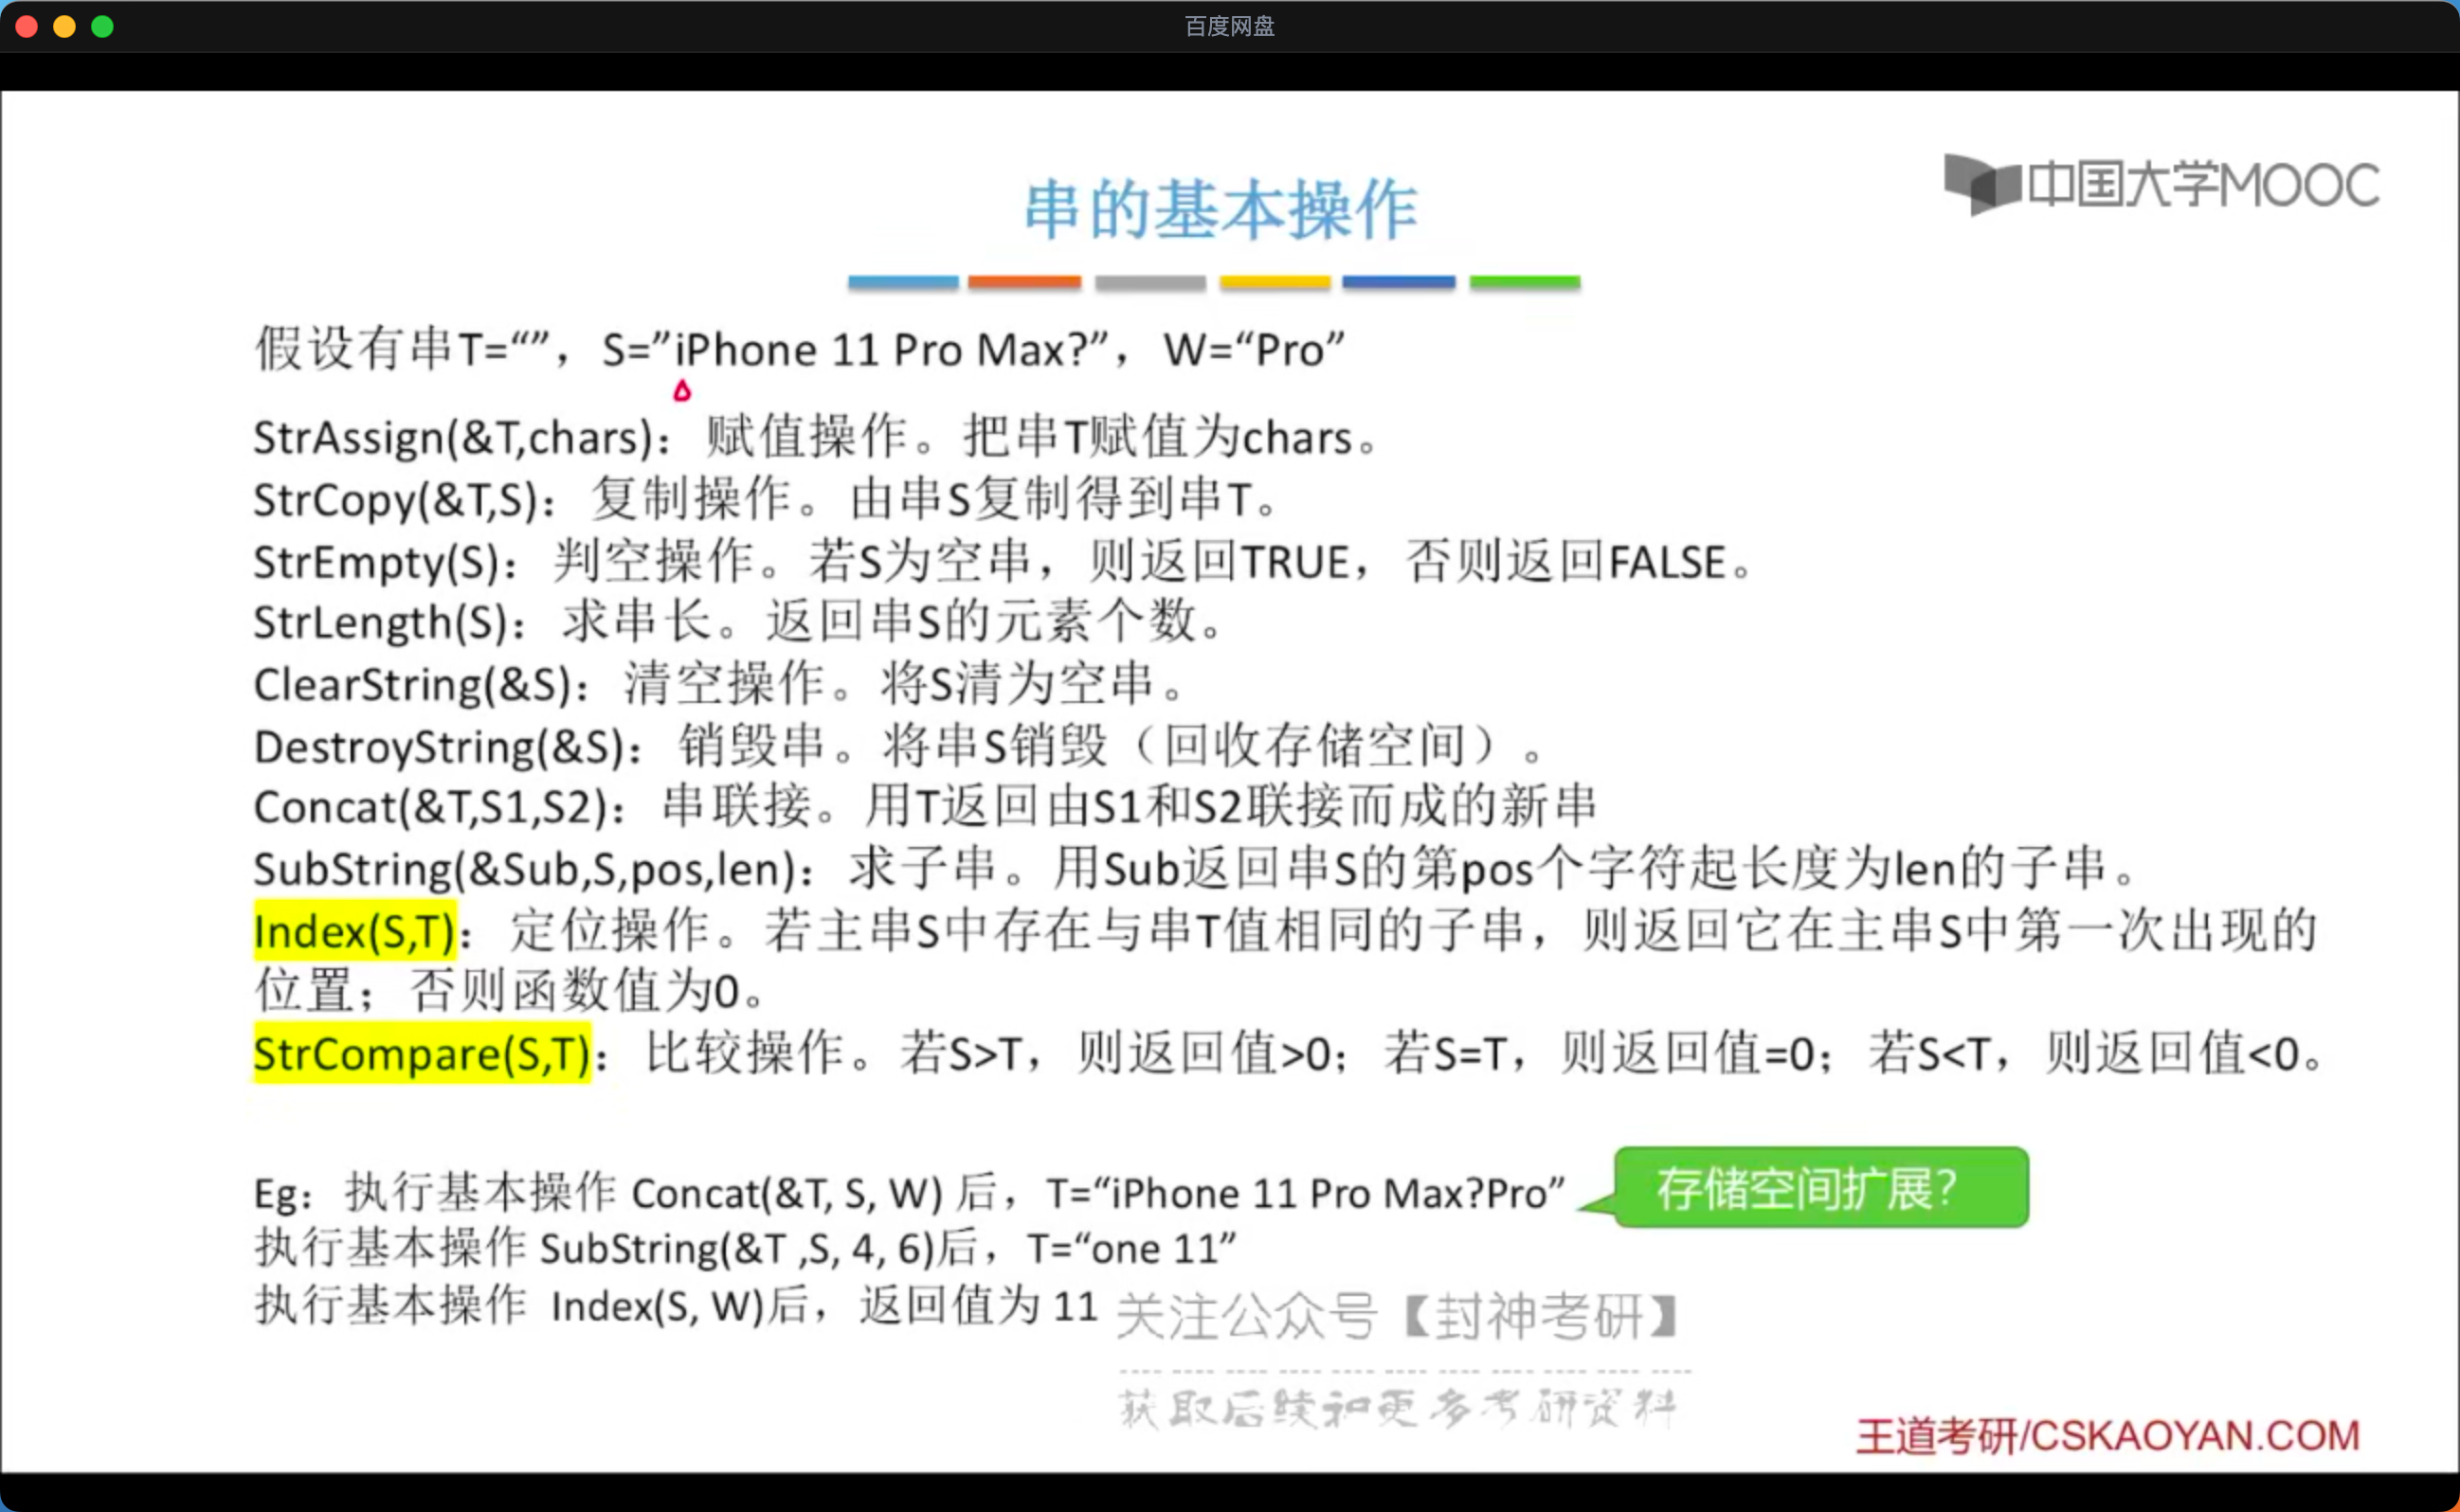 百度网盘
中国大学MOOC
串的基本操作
假设有串T=“”，S=”iPhone 11 Pro Max?”，W=“Pro”
StrAssign(&T,chars)：赋值操作。把串T赋值为chars。
StrCopy(&T,S)：复制操作。由串S复制得到串T。
StrEmpty(S)：判空操作。若S为空串，则返回TRUE，否则返回FALSE。
StrLength(S)：求串长。返回串S的元素个数。
ClearString(&S)：清空操作。将S清为空串。
DestroyString(&S)：销毁串。将串S销毁（回收存储空间）。
Concat(&T,S1,S2)：串联接。用T返回由S1和S2联接而成的新串
SubString(&Sub,S,pos,len)：求子串。用Sub返回串S的第pos个字符起长度为len的子串。
Index(S,T)：定位操作。若主串S中存在与串T值相同的子串，则返回它在主串S中第一次出现的
位置；否则函数值为0。
StrCompare(S,T)：比较操作。若S>T，则返回值>0；若S=T，则返回值=0；若S<T，则返回值<0。
Eg：执行基本操作 Concat(&T, S, W) 后，T=“iPhone 11 Pro Max?Pro”
存储空间扩展？
执行基本操作 SubString(&T ,S, 4, 6)后，T=“one 11”
执行基本操作 Index(S, W)后，返回值为 11
关注公众号【封神考研】
获取后续和更多考研资料
王道考研/CSKAOYAN.COM